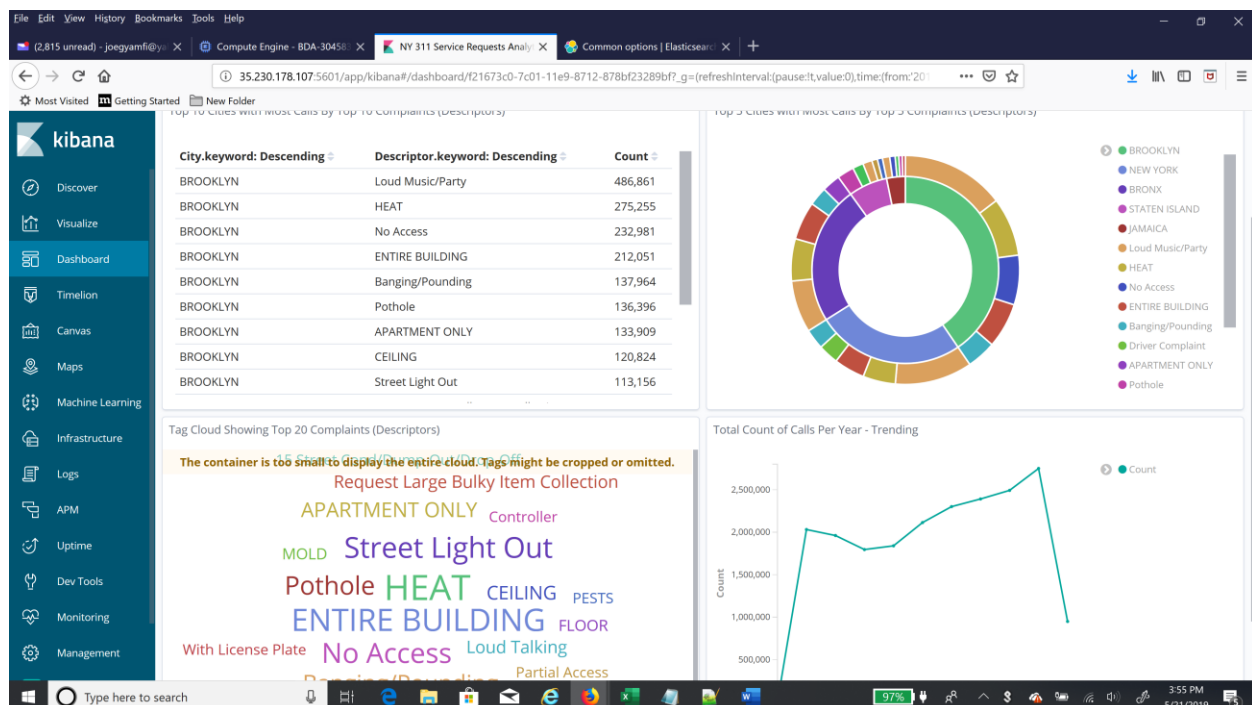 File Edit View History Bookmarks Tools Help
(2,815 unread) - joegyamfi@ya
Compute Engine - BDA-304583
NY 311 Service Requests Analyt
Common options | Elasticsearc
35.230.178.107:5601/app/kibana#/dashboard/f21673c0-7c01-11e9-8712-878bf23289bf?_g=(refreshInterval:(pause:!t,value:0),time:(from:'201
Most Visited Getting Started New Folder
Top 10 Cities with Most Calls By Top 10 Complaints (Descriptors)
Top 5 Cities with Most Calls By Top 5 Complaints (Descriptors)
kibana
Discover
Visualize
Dashboard
Timelion
Canvas
Maps
Machine Learning
Infrastructure
Logs
APM
Uptime
Dev Tools
Monitoring
Management
City.keyword: Descending Descriptor.keyword: Descending Count
BROOKLYN Loud Music/Party 486,861
BROOKLYN HEAT 275,255
BROOKLYN No Access 232,981
BROOKLYN ENTIRE BUILDING 212,051
BROOKLYN Banging/Pounding 137,964
BROOKLYN Pothole 136,396
BROOKLYN APARTMENT ONLY 133,909
BROOKLYN CEILING 120,824
BROOKLYN Street Light Out 113,156
BROOKLYN
NEW YORK
BRONX
STATEN ISLAND
JAMAICA
Loud Music/Party
HEAT
No Access
ENTIRE BUILDING
Banging/Pounding
Driver Complaint
APARTMENT ONLY
Pothole
Tag Cloud Showing Top 20 Complaints (Descriptors)
The container is too small to display the entire cloud. Tags might be cropped or omitted.
Request Large Bulky Item Collection
APARTMENT ONLY Controller
MOLD Street Light Out
Pothole HEAT CEILING PESTS
ENTIRE BUILDING FLOOR
With License Plate No Access Loud Talking
Banging/Pounding Partial Access
Total Count of Calls Per Year - Trending
Count
2,500,000
2,000,000
1,500,000
1,000,000
500,000
Count
Type here to search
97%
3:55 PM
5/21/2019